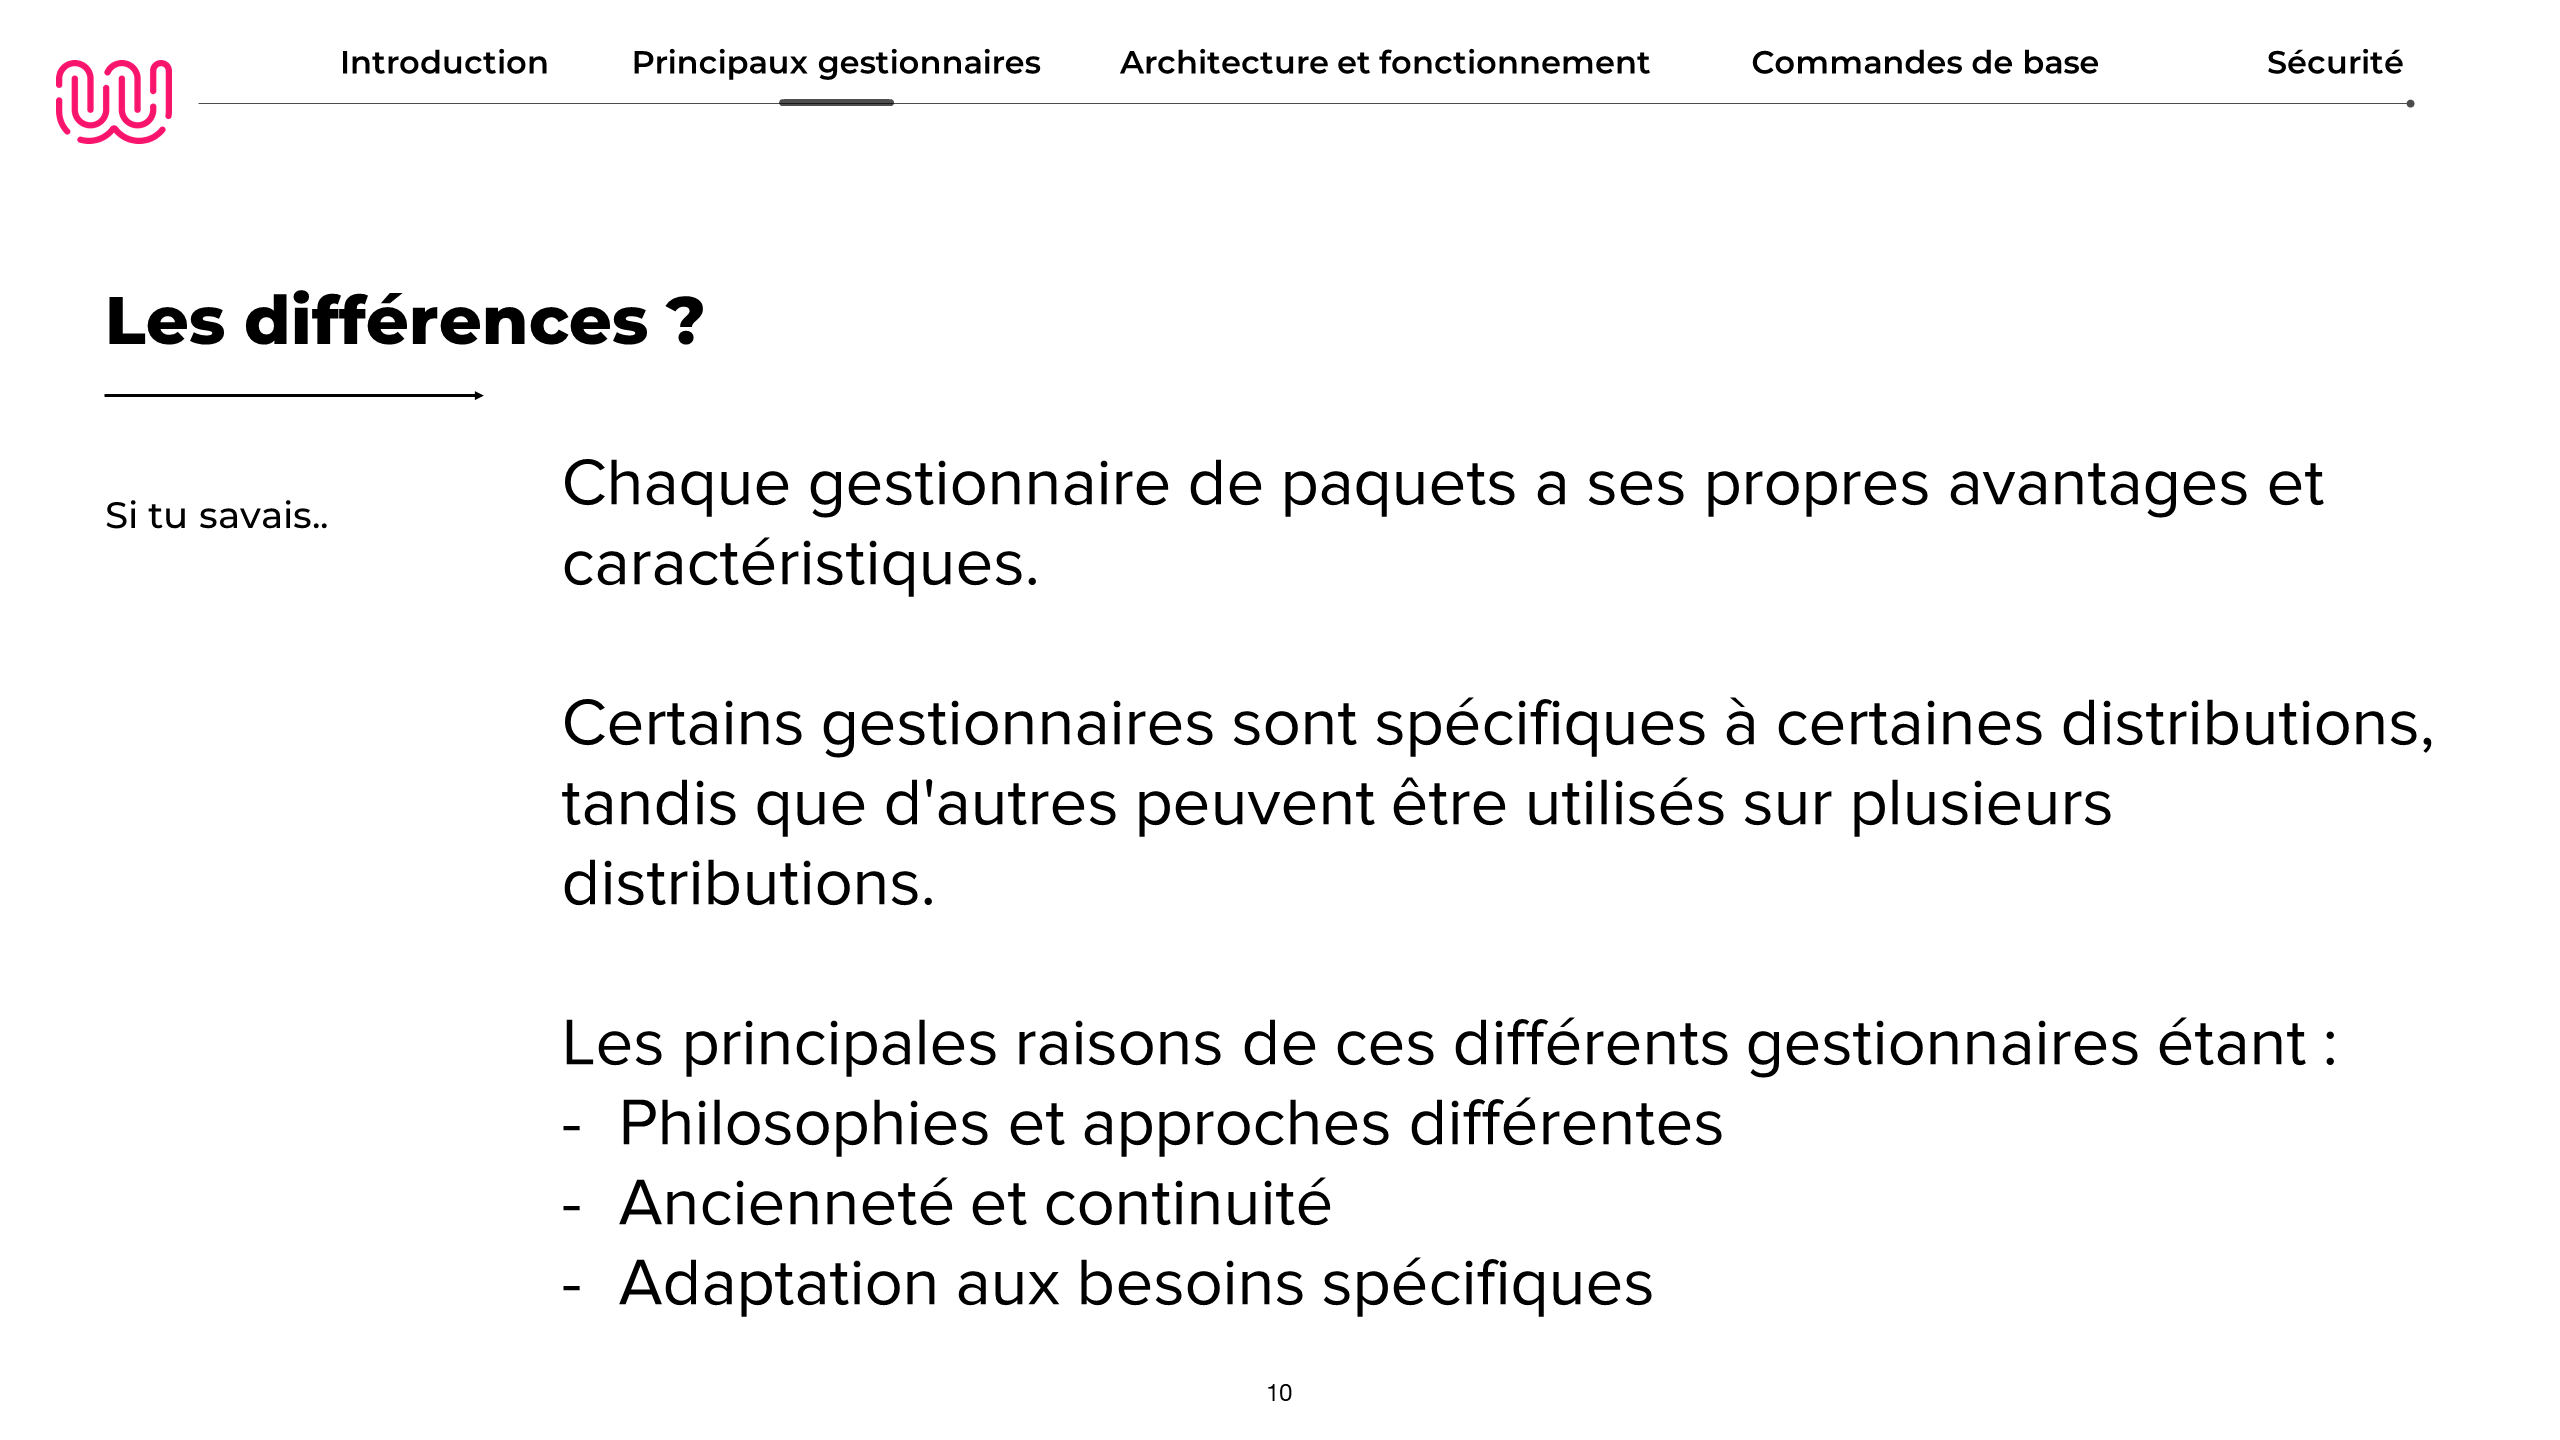 Introduction
Principaux gestionnaires
Architecture et fonctionnement
Commandes de base
Sécurité
Les différences ?
Si tu savais..
Chaque gestionnaire de paquets a ses propres avantages et
caractéristiques.
Certains gestionnaires sont spécifiques à certaines distributions,
tandis que d'autres peuvent être utilisés sur plusieurs
distributions.
Les principales raisons de ces différents gestionnaires étant :
- Philosophies et approches différentes
- Ancienneté et continuité
- Adaptation aux besoins spécifiques
10